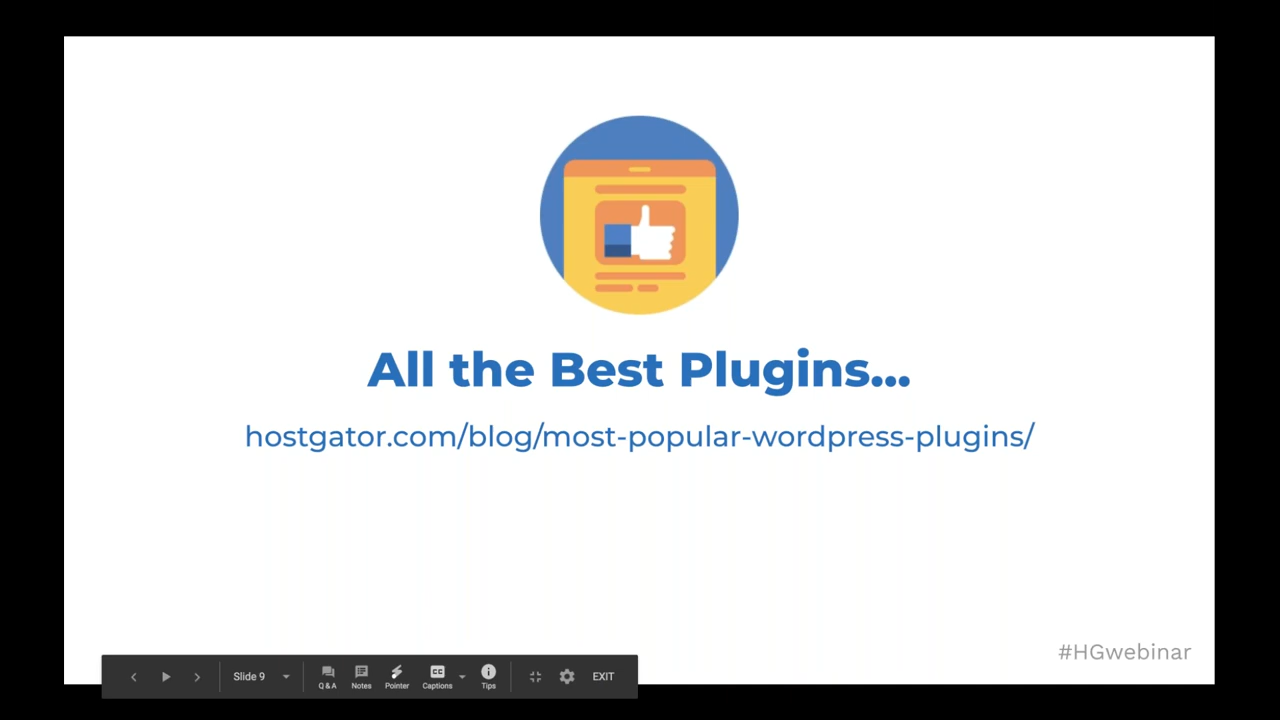 All the Best Plugins...
hostgator.com/blog/most-popular-wordpress-plugins/
#HGwebinar
Slide 9
Q & A
Notes
Pointer
CC
Captions
Tips
EXIT